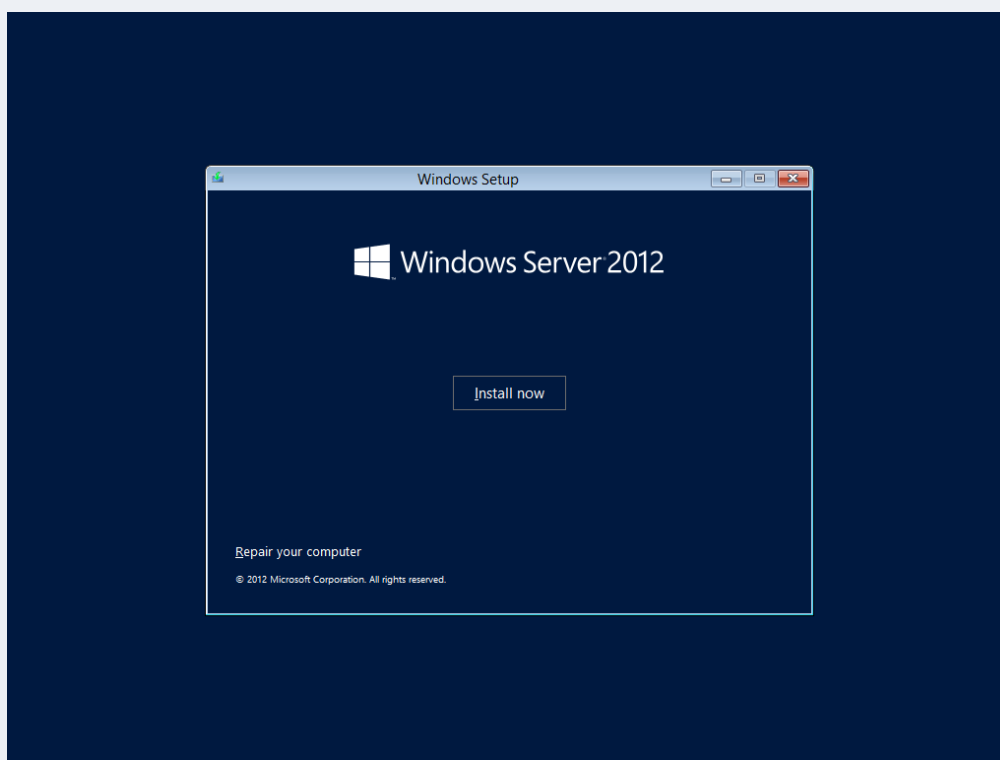 Windows Setup
Windows Server 2012
Install now
Repair your computer
© 2012 Microsoft Corporation. All rights reserved.